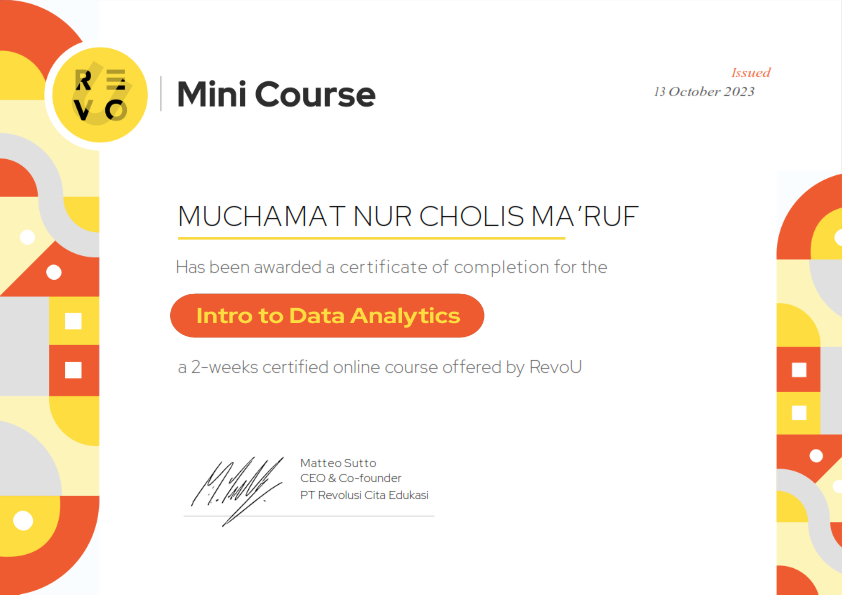 RE
VO
Mini Course
Issued
13 October 2023
MUCHAMAT NUR CHOLIS MA'RUF
Has been awarded a certificate of completion for the
Intro to Data Analytics
a 2-weeks certified online course offered by RevoU
Matteo Sutto
CEO & Co-founder
PT Revolusi Cita Edukasi